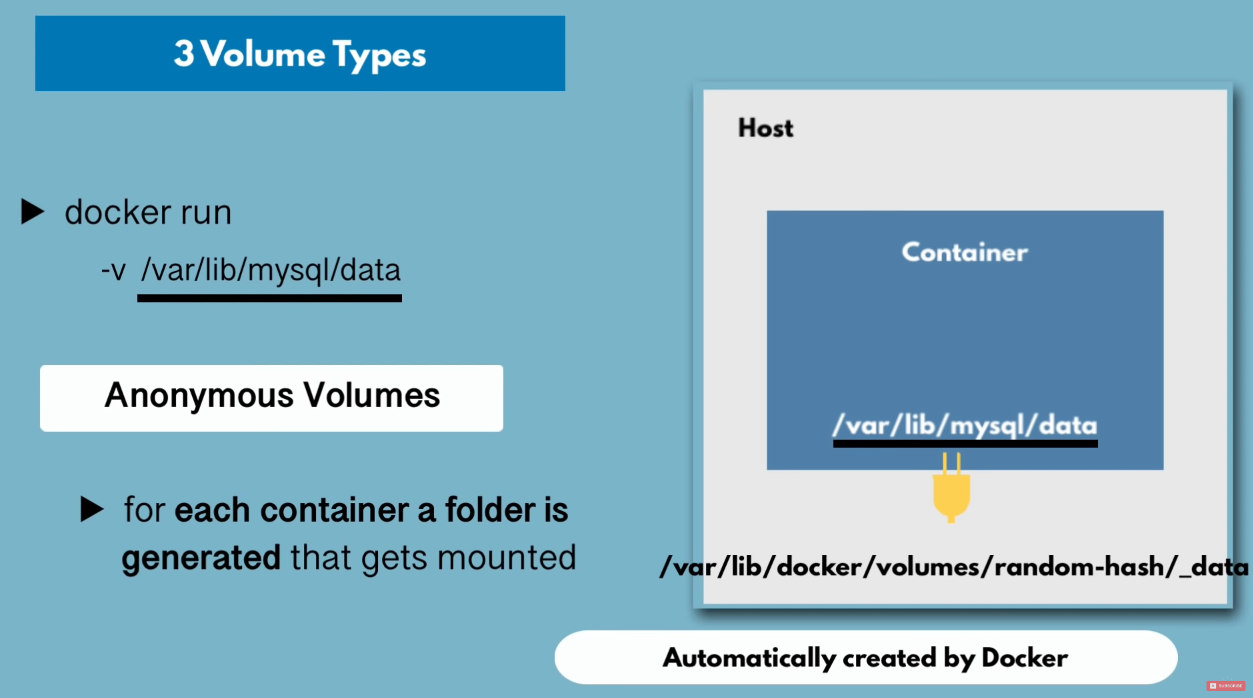 3 Volume Types
docker run
-v /var/lib/mysql/data
Anonymous Volumes
for each container a folder is
generated that gets mounted
Host
Container
/var/lib/mysql/data
/var/lib/docker/volumes/random-hash/_data
Automatically created by Docker
SUBSCRIBE